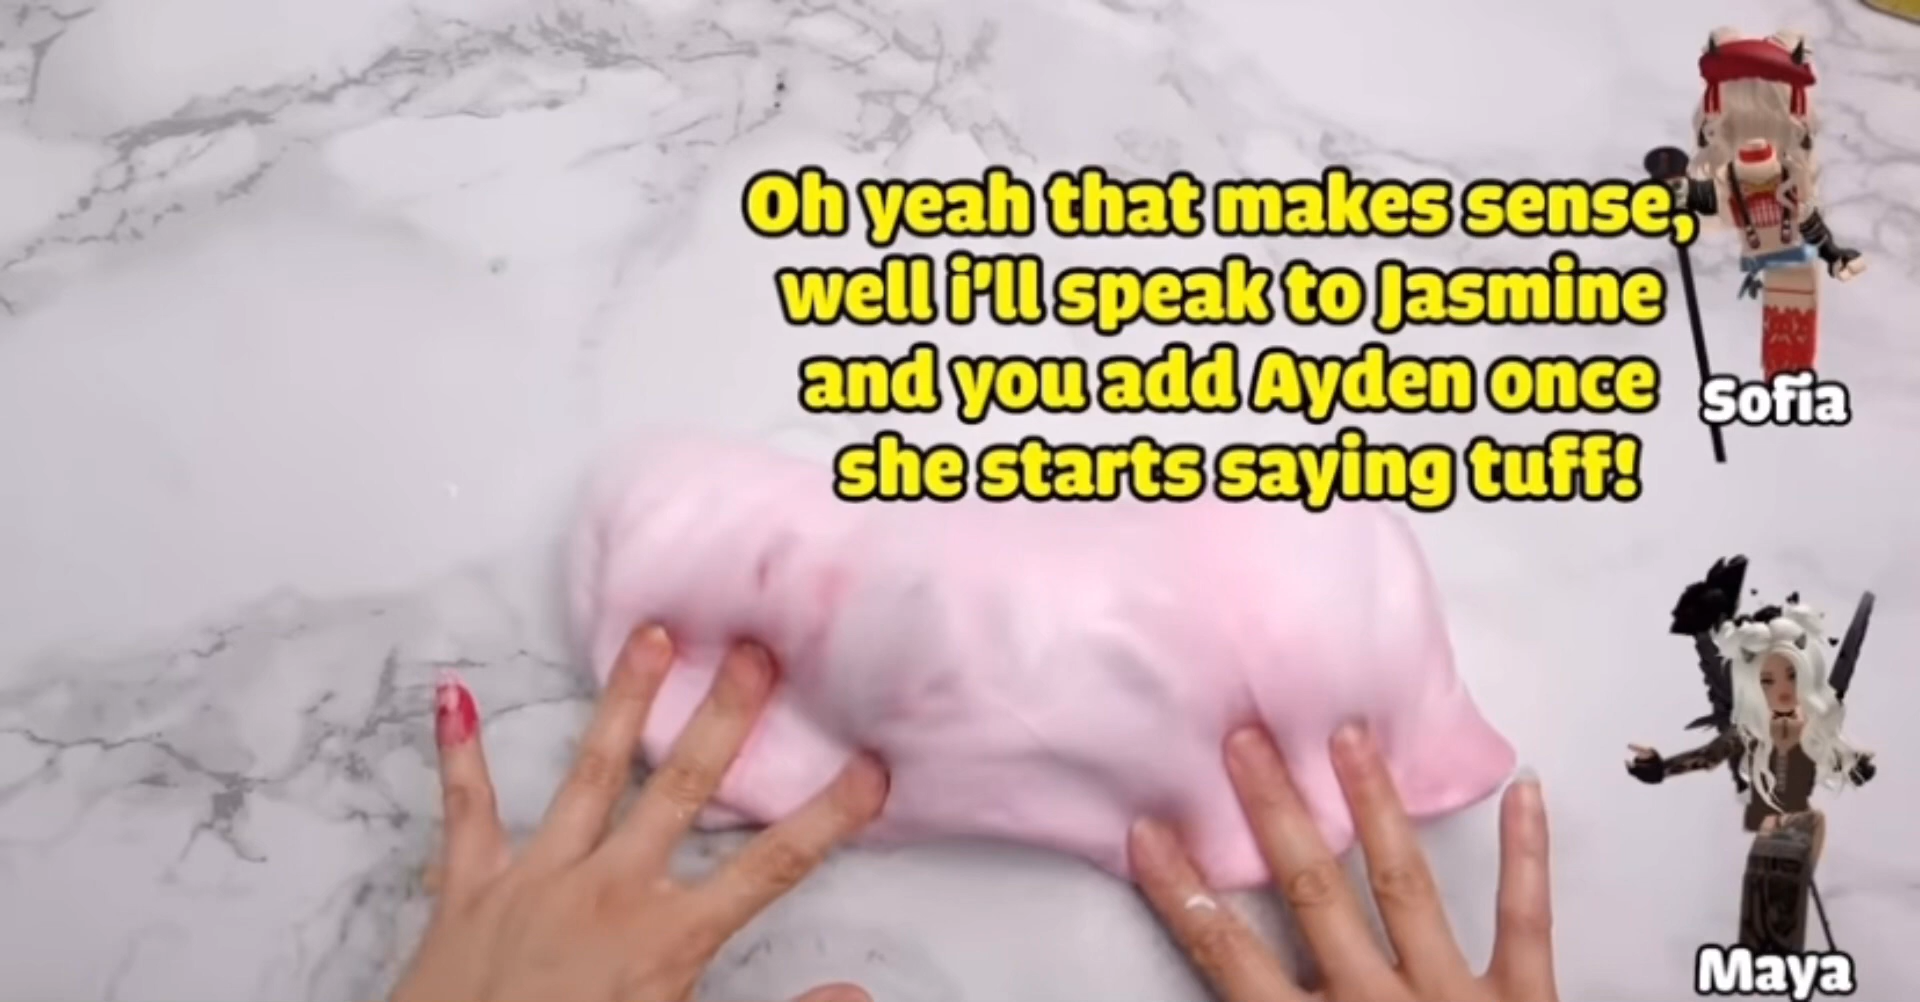 Oh yeah that makes sense,
well i'll speak to Jasmine
and you add Ayden once
she starts saying tuff!
Sofia
Maya